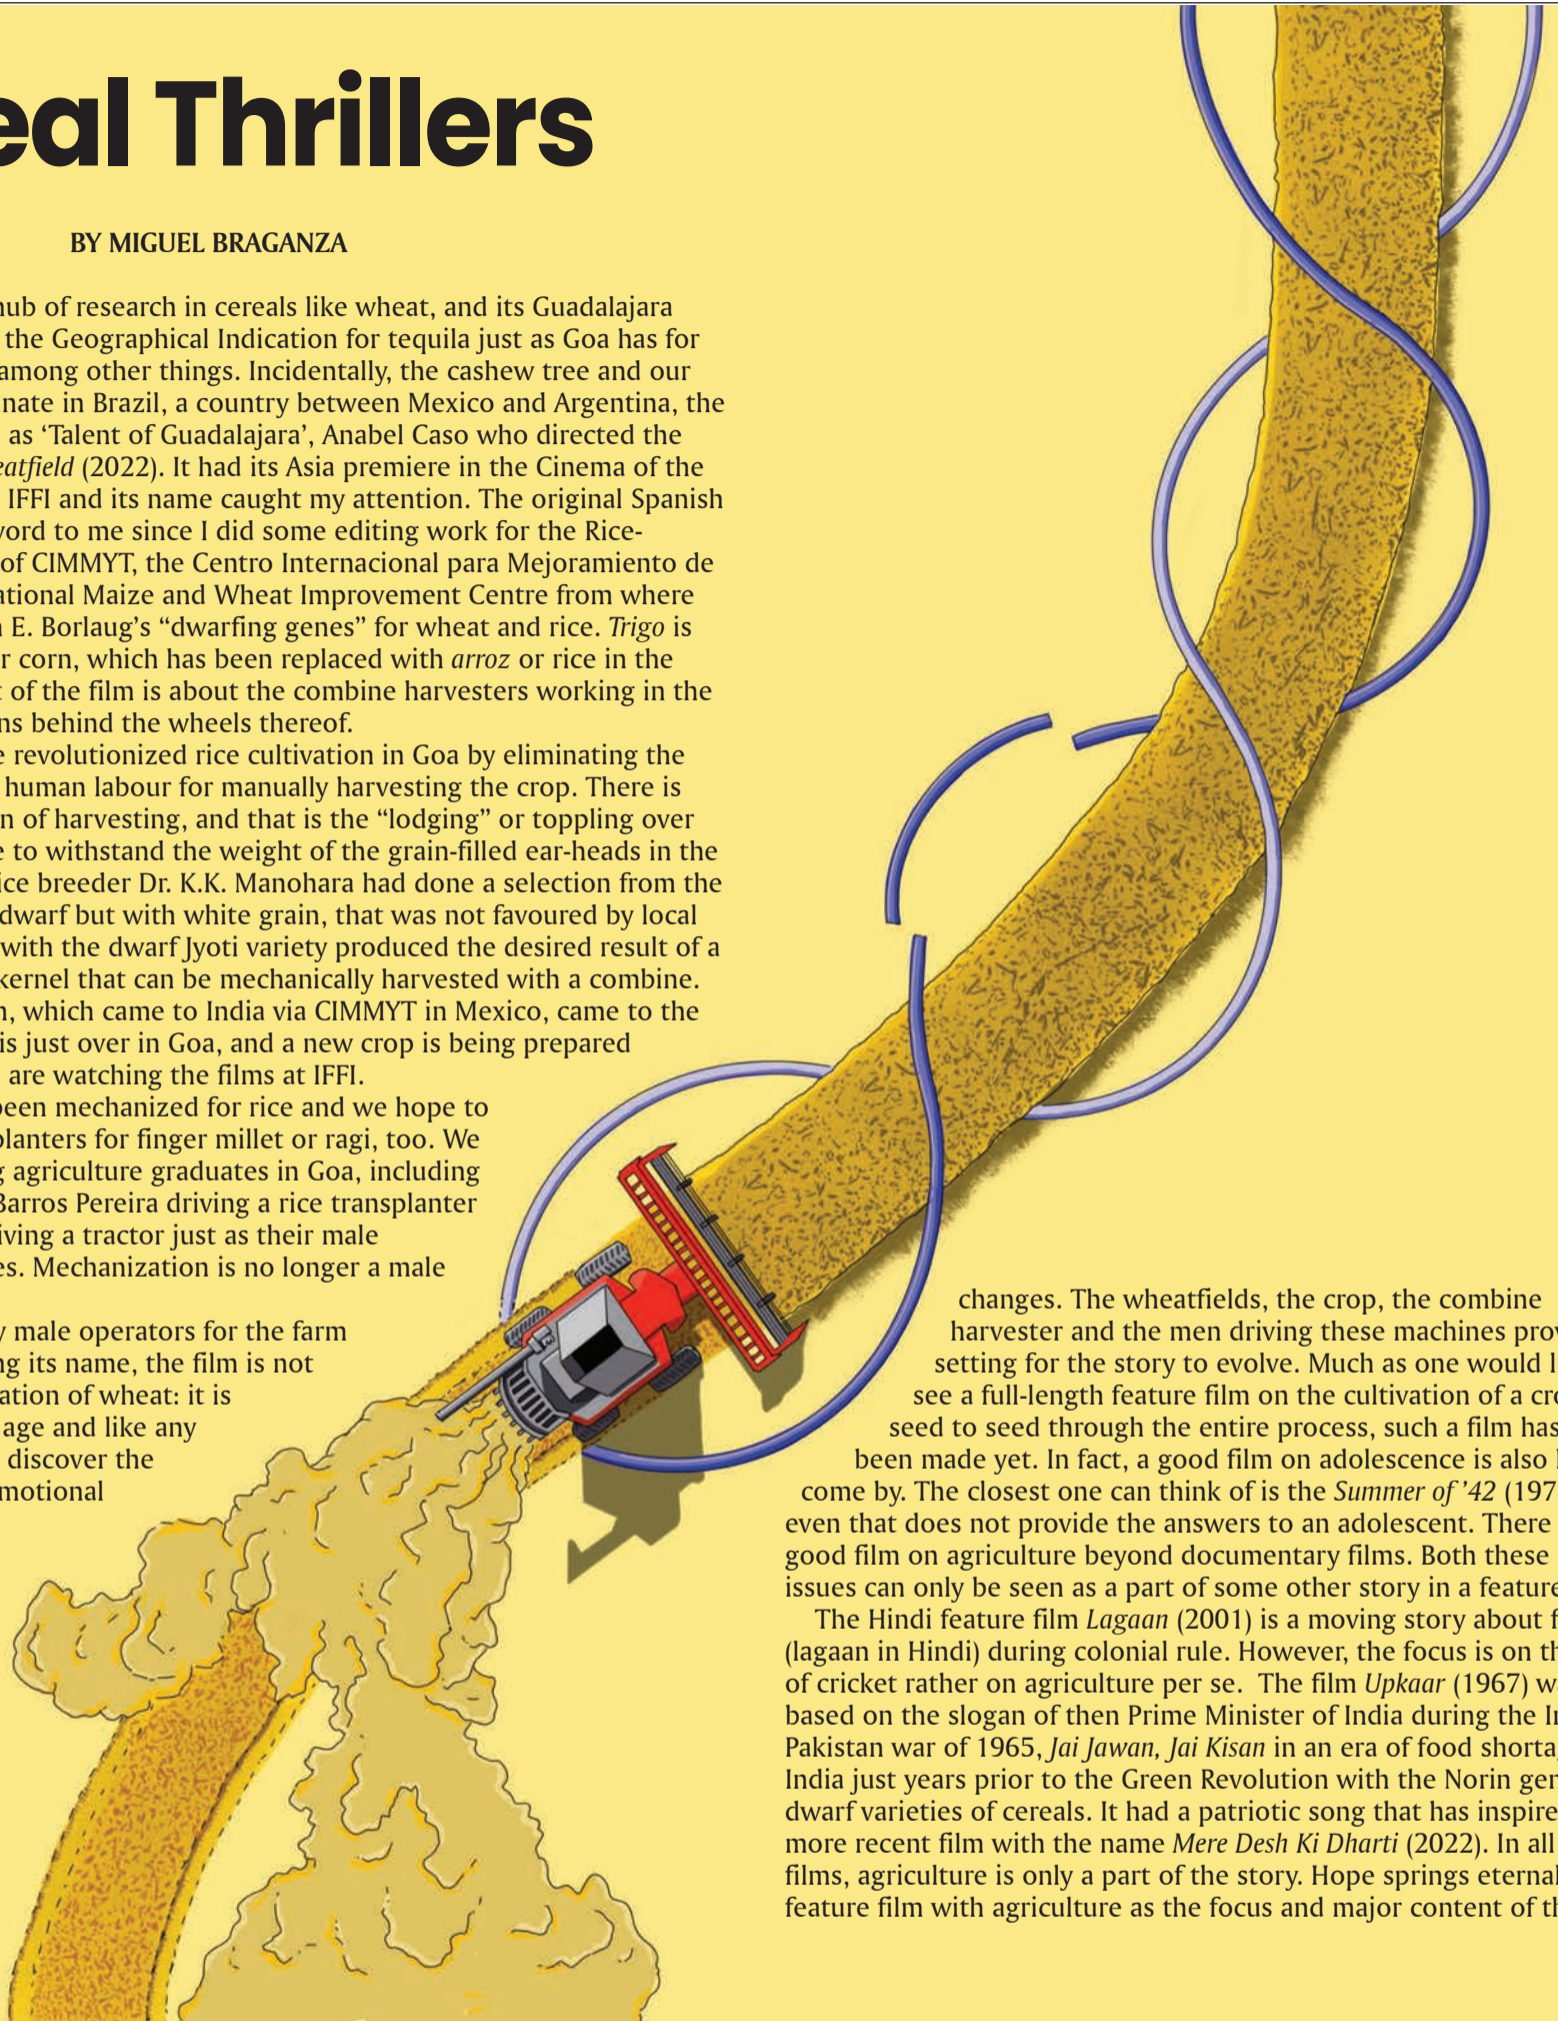 eal Thrillers
BY MIGUEL BRAGANZA
hub of research in cereals like wheat, and its Guadalajara
the Geographical Indication for tequila just as Goa has for
among other things. Incidentally, the cashew tree and our
nate in Brazil, a country between Mexico and Argentina, the
as ‘Talent of Guadalajara’, Anabel Caso who directed the
eatfield (2022). It had its Asia premiere in the Cinema of the
IFFI and its name caught my attention. The original Spanish
word to me since I did some editing work for the Rice-
of CIMMYT, the Centro Internacional para Mejoramiento de
ational Maize and Wheat Improvement Centre from where
n E. Borlaug’s “dwarfing genes” for wheat and rice. Trigo is
r corn, which has been replaced with arroz or rice in the
t of the film is about the combine harvesters working in the
ns behind the wheels thereof.
e revolutionized rice cultivation in Goa by eliminating the
human labour for manually harvesting the crop. There is
n of harvesting, and that is the “lodging” or toppling over
e to withstand the weight of the grain-filled ear-heads in the
ice breeder Dr. K.K. Manohara had done a selection from the
dwarf but with white grain, that was not favoured by local
with the dwarf Jyoti variety produced the desired result of a
kernel that can be mechanically harvested with a combine.
n, which came to India via CIMMYT in Mexico, came to the
is just over in Goa, and a new crop is being prepared
are watching the films at IFFI.
been mechanized for rice and we hope to
planters for finger millet or ragi, too. We
g agriculture graduates in Goa, including
Barros Pereira driving a rice transplanter
iving a tractor just as their male
es. Mechanization is no longer a male
y male operators for the farm
ng its name, the film is not
ation of wheat: it is
age and like any
discover the
motional
changes. The wheatfields, the crop, the combine
harvester and the men driving these machines prov
setting for the story to evolve. Much as one would l
see a full-length feature film on the cultivation of a cro
seed to seed through the entire process, such a film has
been made yet. In fact, a good film on adolescence is also
come by. The closest one can think of is the Summer of ’42 (197
even that does not provide the answers to an adolescent. There
good film on agriculture beyond documentary films. Both these
issues can only be seen as a part of some other story in a feature
The Hindi feature film Lagaan (2001) is a moving story about f
(lagaan in Hindi) during colonial rule. However, the focus is on th
of cricket rather on agriculture per se. The film Upkaar (1967) wa
based on the slogan of then Prime Minister of India during the In
Pakistan war of 1965, Jai Jawan, Jai Kisan in an era of food shorta
India just years prior to the Green Revolution with the Norin gen
dwarf varieties of cereals. It had a patriotic song that has inspire
more recent film with the name Mere Desh Ki Dharti (2022). In all
films, agriculture is only a part of the story. Hope springs eternal
feature film with agriculture as the focus and major content of th